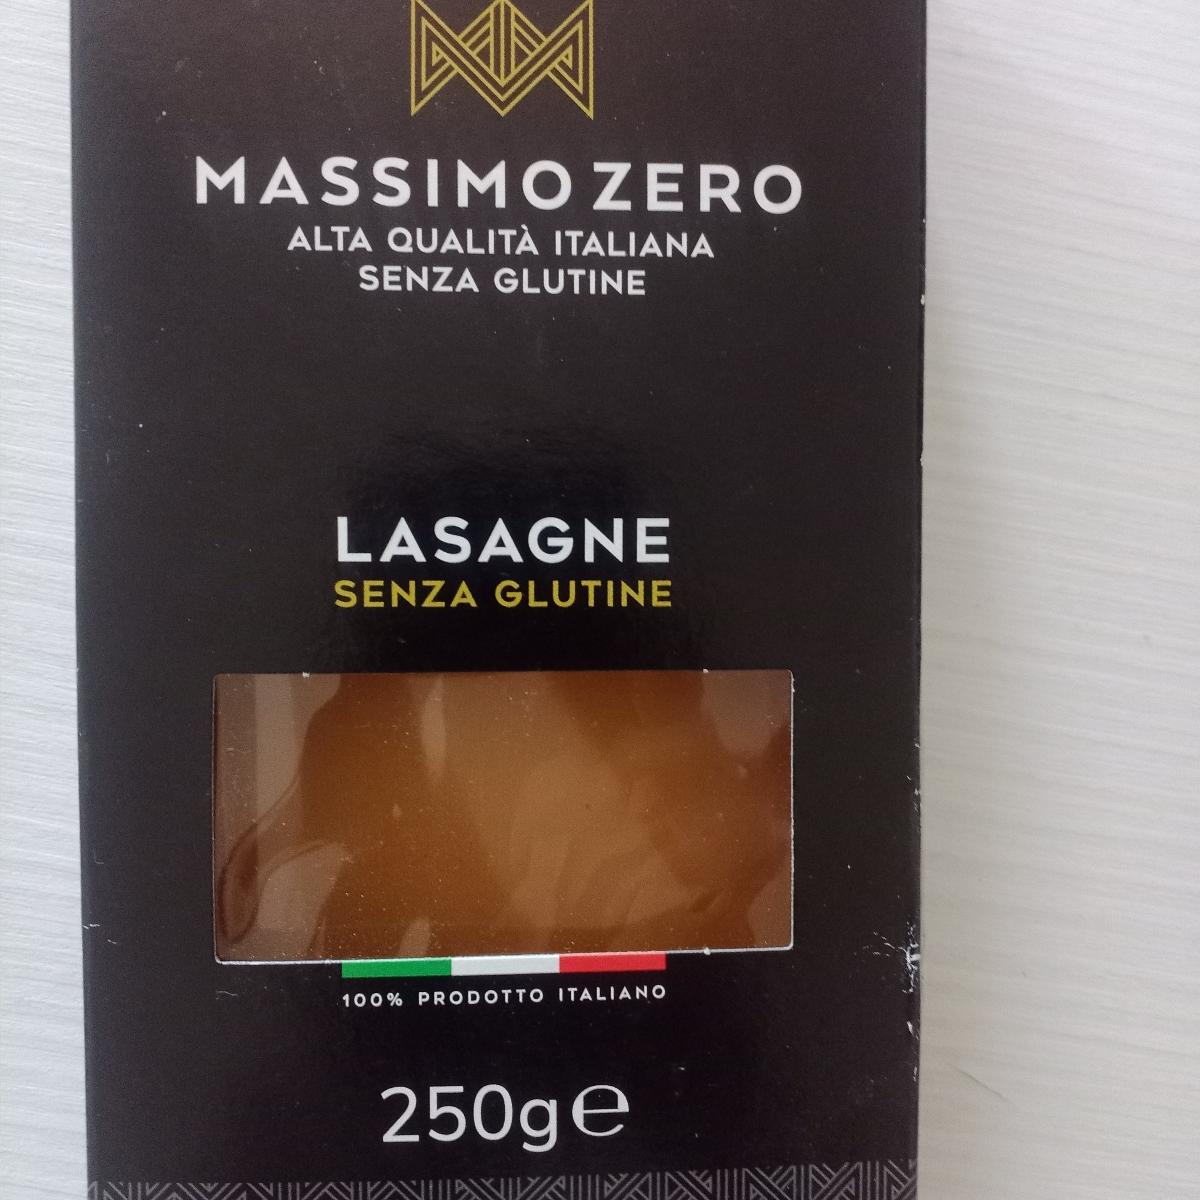 MASSIMO ZERO
ALTA QUALITÀ ITALIANA
SENZA GLUTINE
LASAGNE
SENZA GLUTINE
100% PRODOTTO ITALIANO
250g ℮